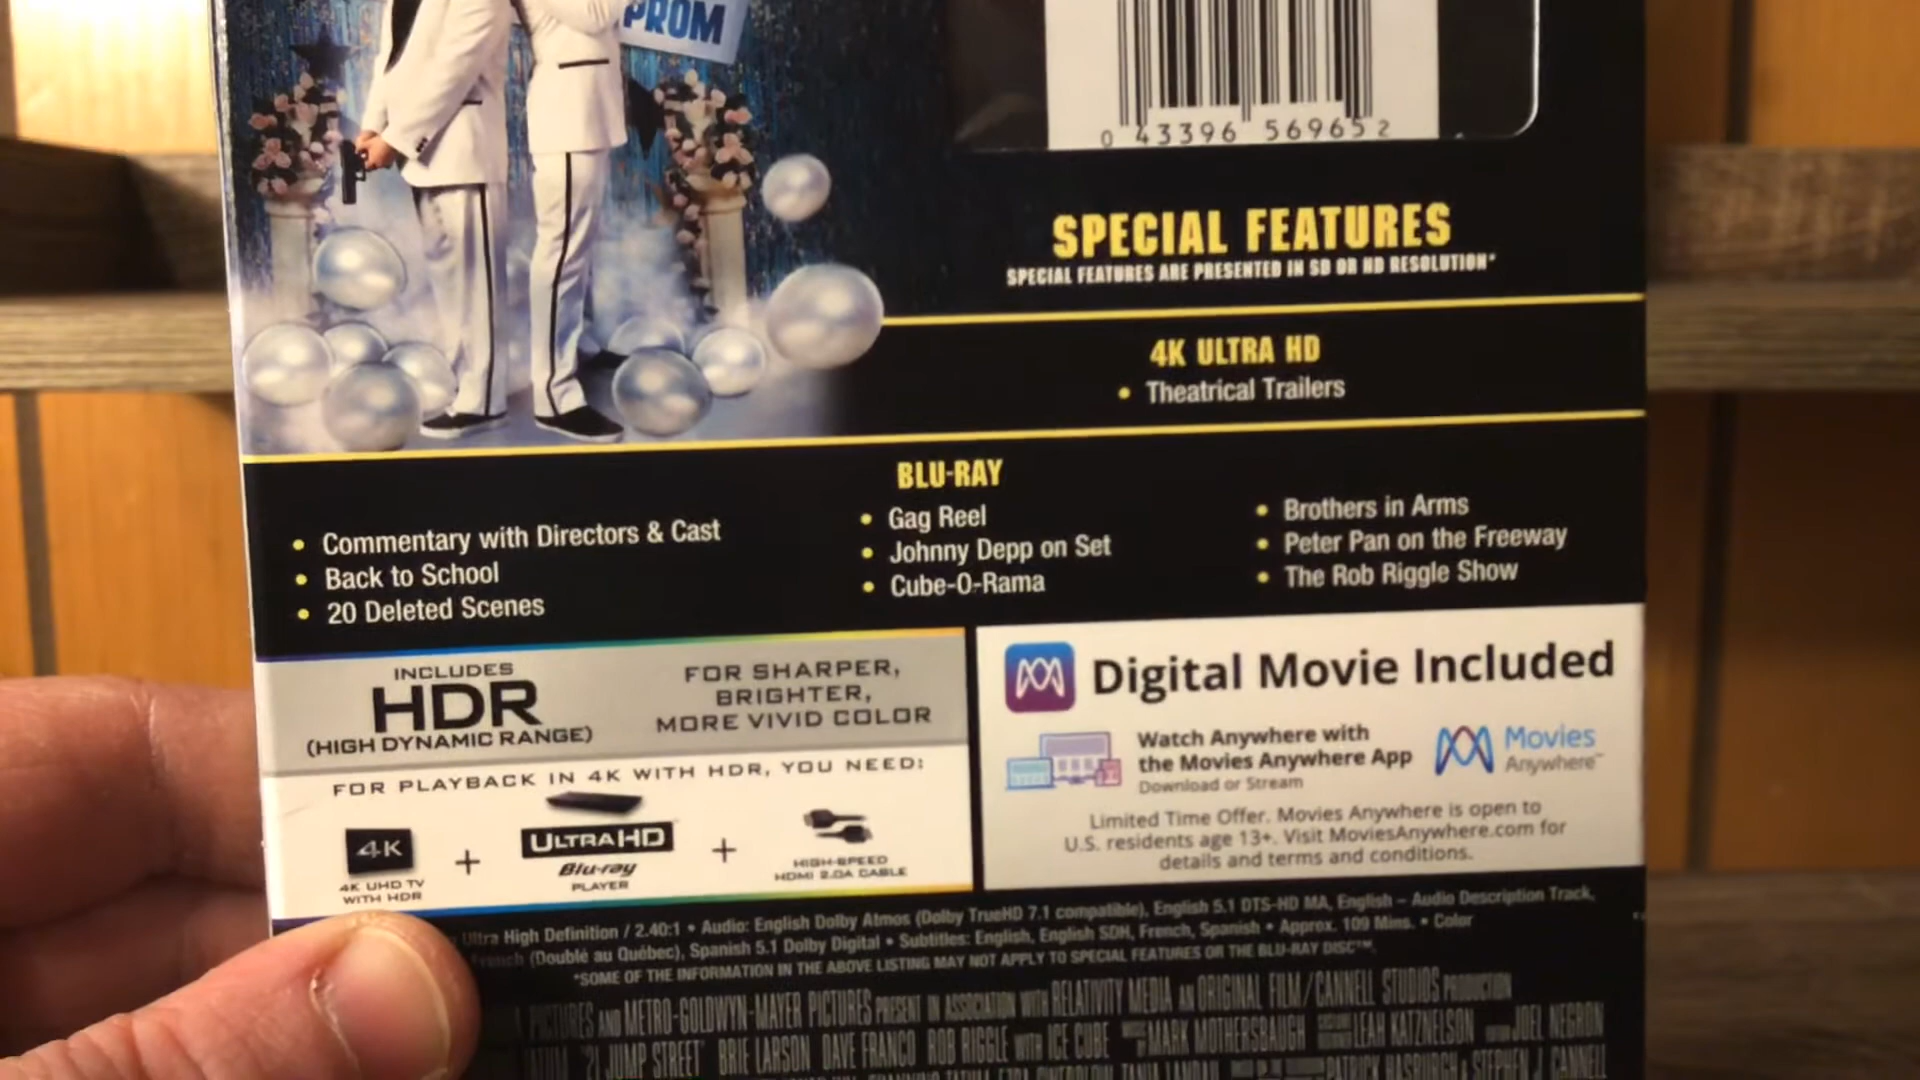 PROM
0 43396 56965 2
SPECIAL FEATURES
SPECIAL FEATURES ARE PRESENTED IN SD OR HD RESOLUTION*
4K ULTRA HD
• Theatrical Trailers
BLU-RAY
• Commentary with Directors & Cast
• Back to School
• 20 Deleted Scenes
• Gag Reel
• Johnny Depp on Set
• Cube-O-Rama
• Brothers in Arms
• Peter Pan on the Freeway
• The Rob Riggle Show
INCLUDES
HDR
(HIGH DYNAMIC RANGE)
FOR SHARPER,
BRIGHTER,
MORE VIVID COLOR
FOR PLAYBACK IN 4K WITH HDR, YOU NEED:
4K
4K UHD TV
WITH HDR
+
ULTRA HD
Blu-ray
PLAYER
+
HIGH-SPEED
HDMI 2.0A CABLE
Digital Movie Included
Watch Anywhere with
the Movies Anywhere App
Download or Stream
Movies
Anywhere™
Limited Time Offer. Movies Anywhere is open to
U.S. residents age 13+. Visit MoviesAnywhere.com for
details and terms and conditions.
Ultra High Definition / 2.40:1 • Audio: English Dolby Atmos (Dolby TrueHD 7.1 compatible), English 5.1 DTS-HD MA, English – Audio Description Track,
French (Doublé au Québec), Spanish 5.1 Dolby Digital • Subtitles: English, English SDH, French, Spanish • Approx. 109 Mins. • Color
*SOME OF THE INFORMATION IN THE ABOVE LISTING MAY NOT APPLY TO SPECIAL FEATURES OR THE BLU-RAY DISC™.
PICTURES AND METRO-GOLDWYN-MAYER PICTURES PRESENT IN ASSOCIATION WITH RELATIVITY MEDIA AN ORIGINAL FILM/CANNELL STUDIOS PRODUCTION
TATUM "21 JUMP STREET" BRIE LARSON DAVE FRANCO ROB RIGGLE WITH ICE CUBE MARK MOTHERSBAUGH LEAH KATZNELSON JOEL NEGRON
STEPHEN J. CANNELL